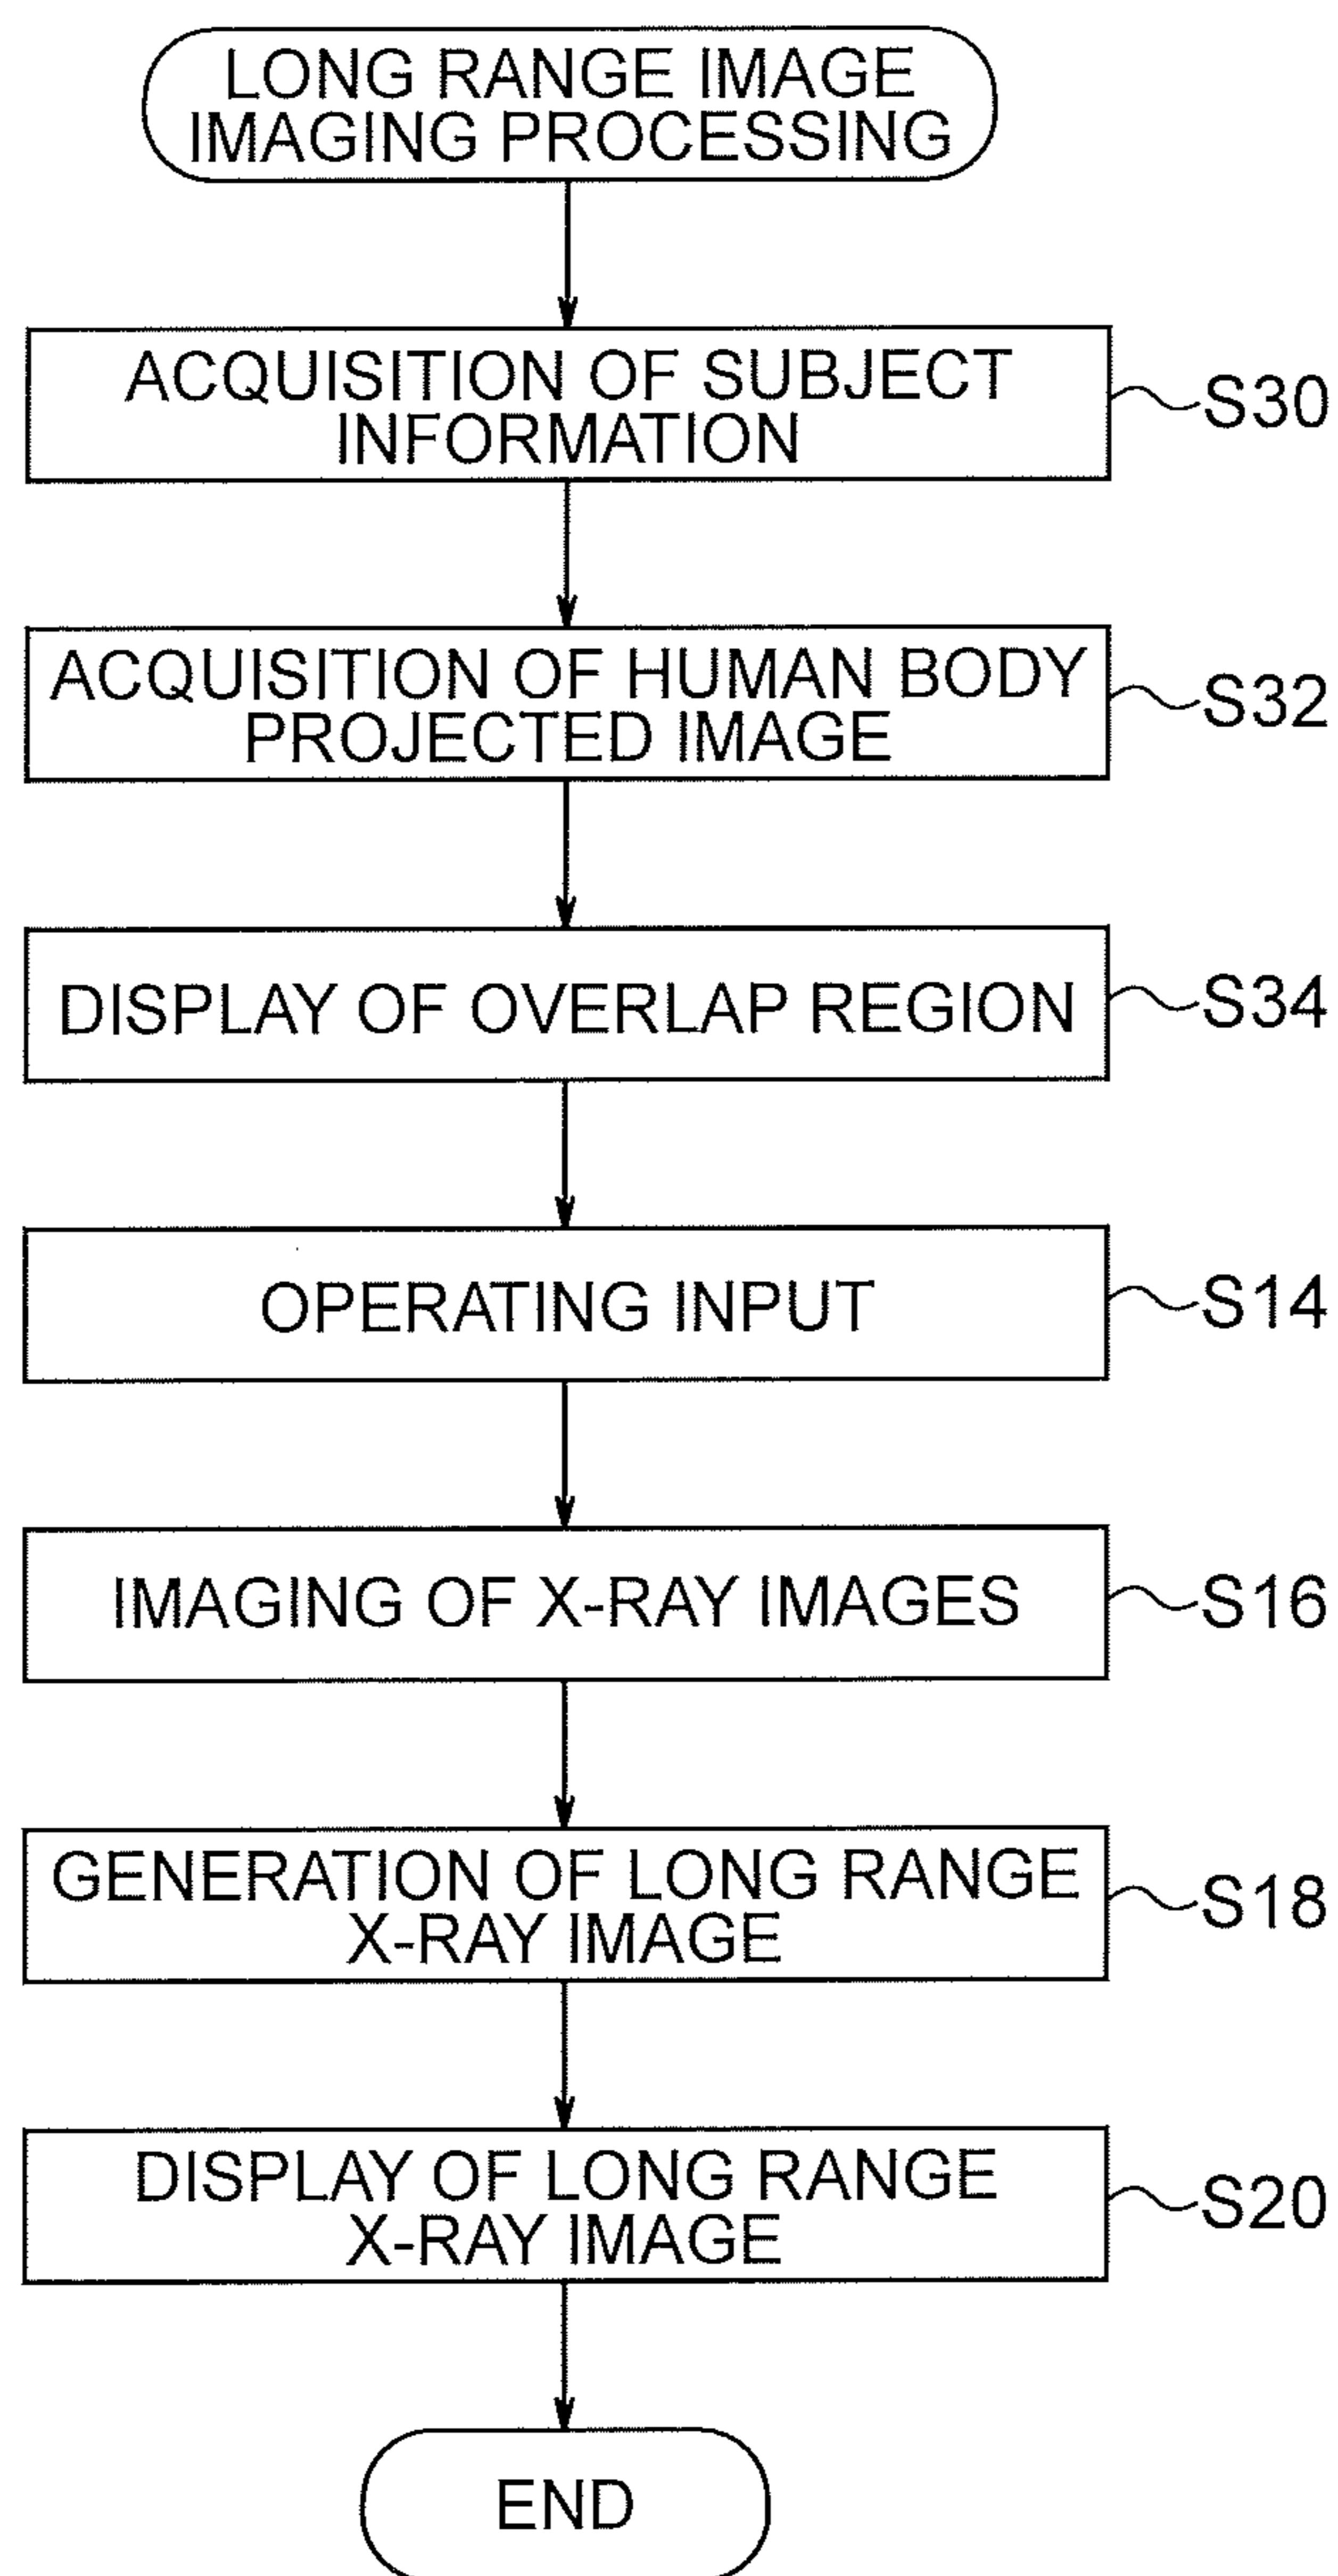 LONG RANGE IMAGE
IMAGING PROCESSING
ACQUISITION OF SUBJECT
INFORMATION
S30
ACQUISITION OF HUMAN BODY
PROJECTED IMAGE
S32
DISPLAY OF OVERLAP REGION
S34
OPERATING INPUT
S14
IMAGING OF X-RAY IMAGES
S16
GENERATION OF LONG RANGE
X-RAY IMAGE
S18
DISPLAY OF LONG RANGE
X-RAY IMAGE
S20
END